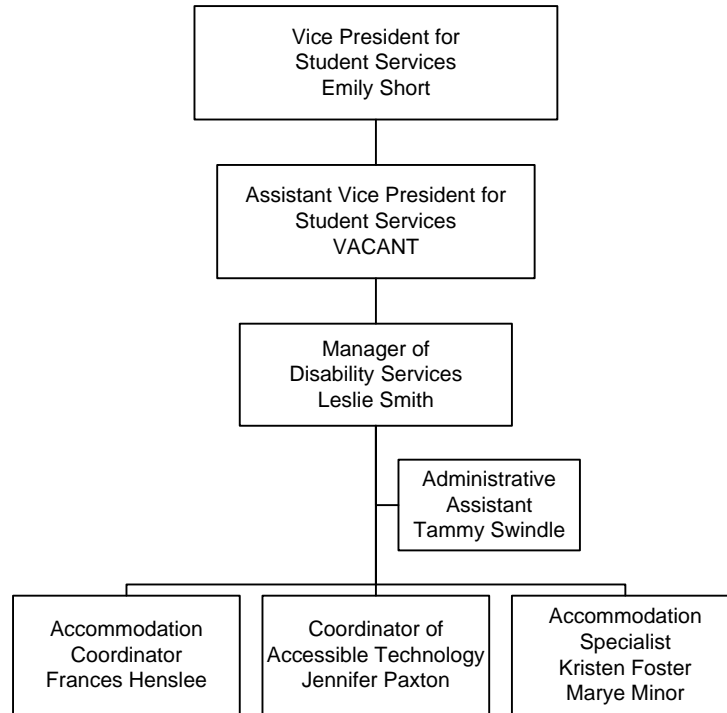 Vice President for
Student Services
Emily Short
Assistant Vice President for
Student Services
VACANT
Manager of
Disability Services
Leslie Smith
Administrative
Assistant
Tammy Swindle
Accommodation
Coordinator
Frances Henslee
Coordinator of
Accessible Technology
Jennifer Paxton
Accommodation
Specialist
Kristen Foster
Marye Minor